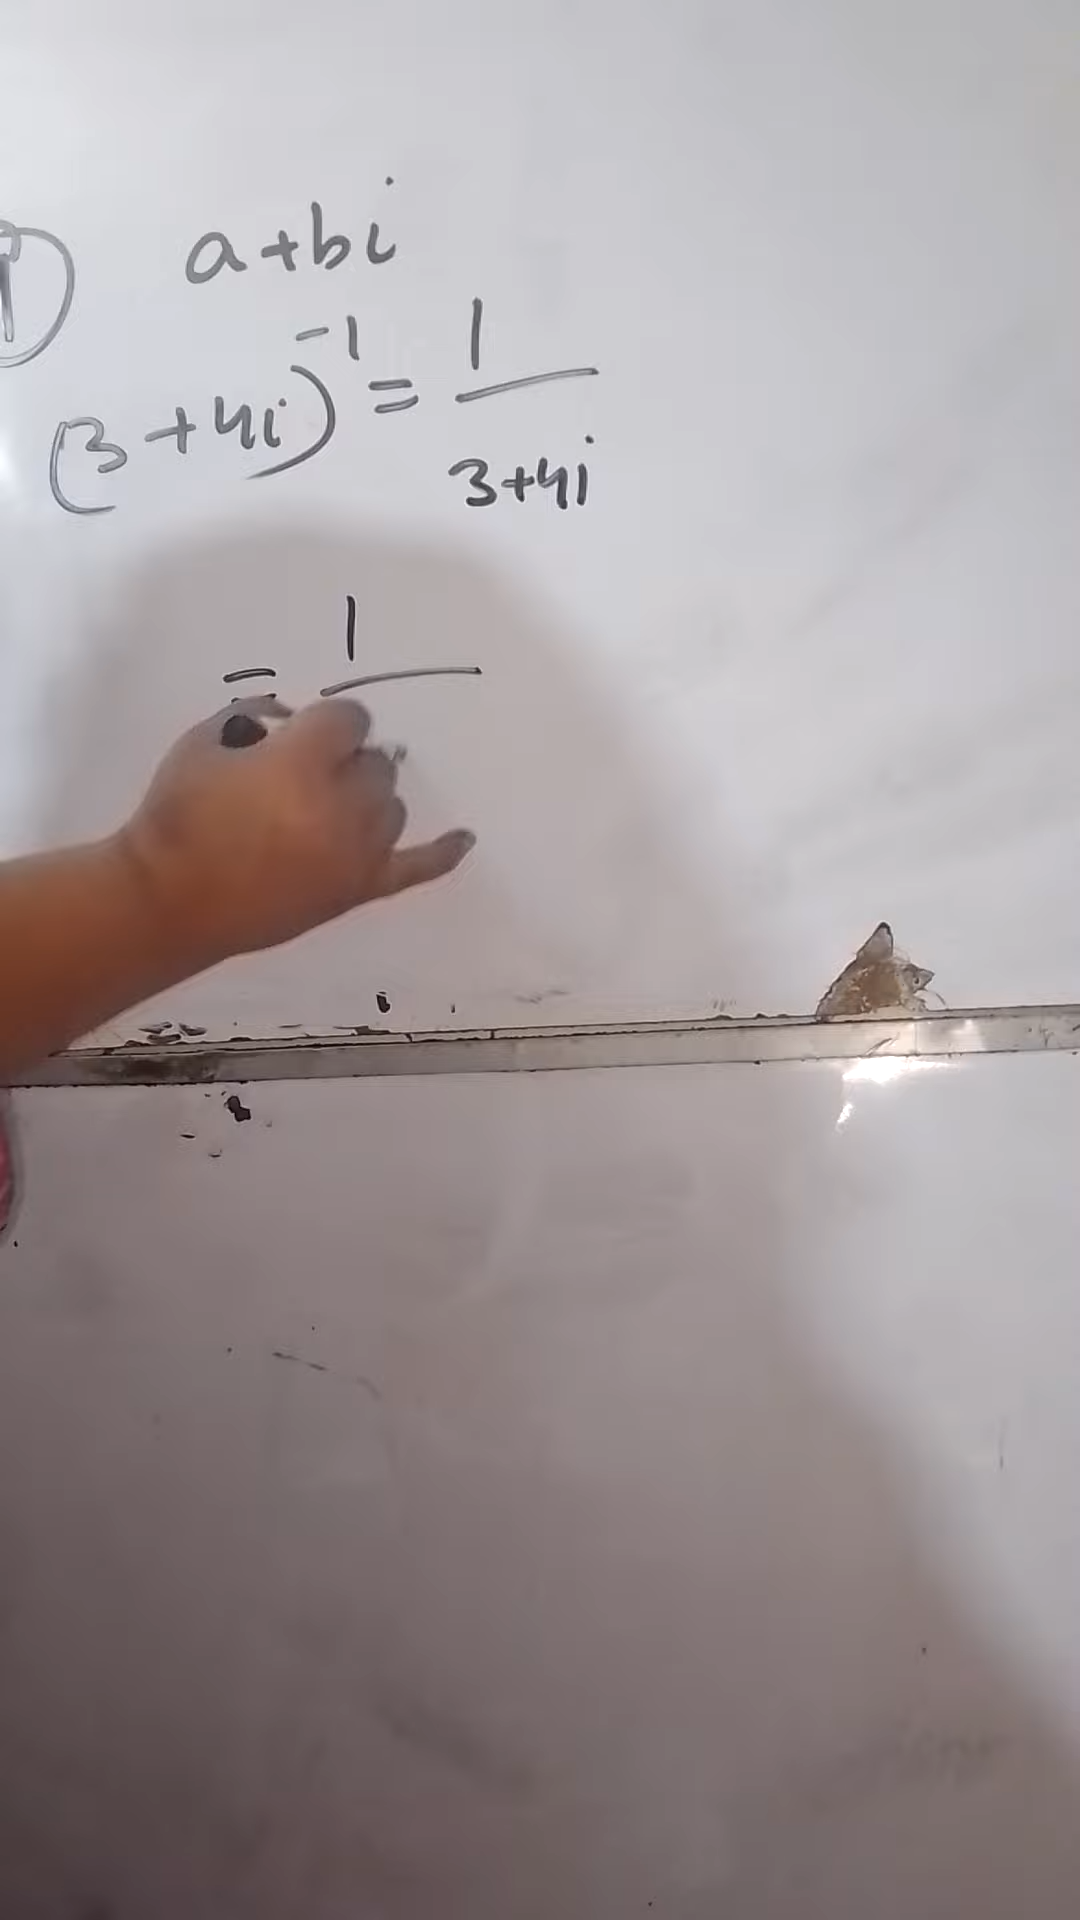 a+bi
(3+4i)^-1 = 1/3+4i
= 1/